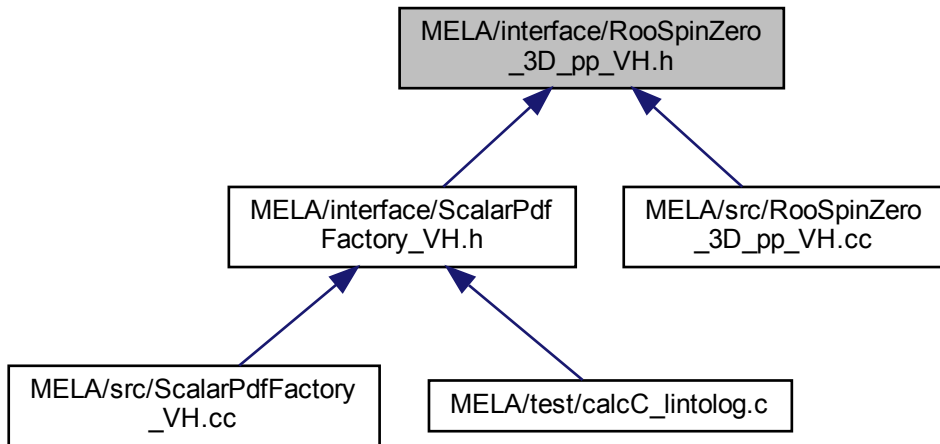 MELA/interface/RooSpinZero
_3D_pp_VH.h
MELA/interface/ScalarPdf
Factory_VH.h
MELA/src/RooSpinZero
_3D_pp_VH.cc
MELA/src/ScalarPdfFactory
_VH.cc
MELA/test/calcC_lintolog.c